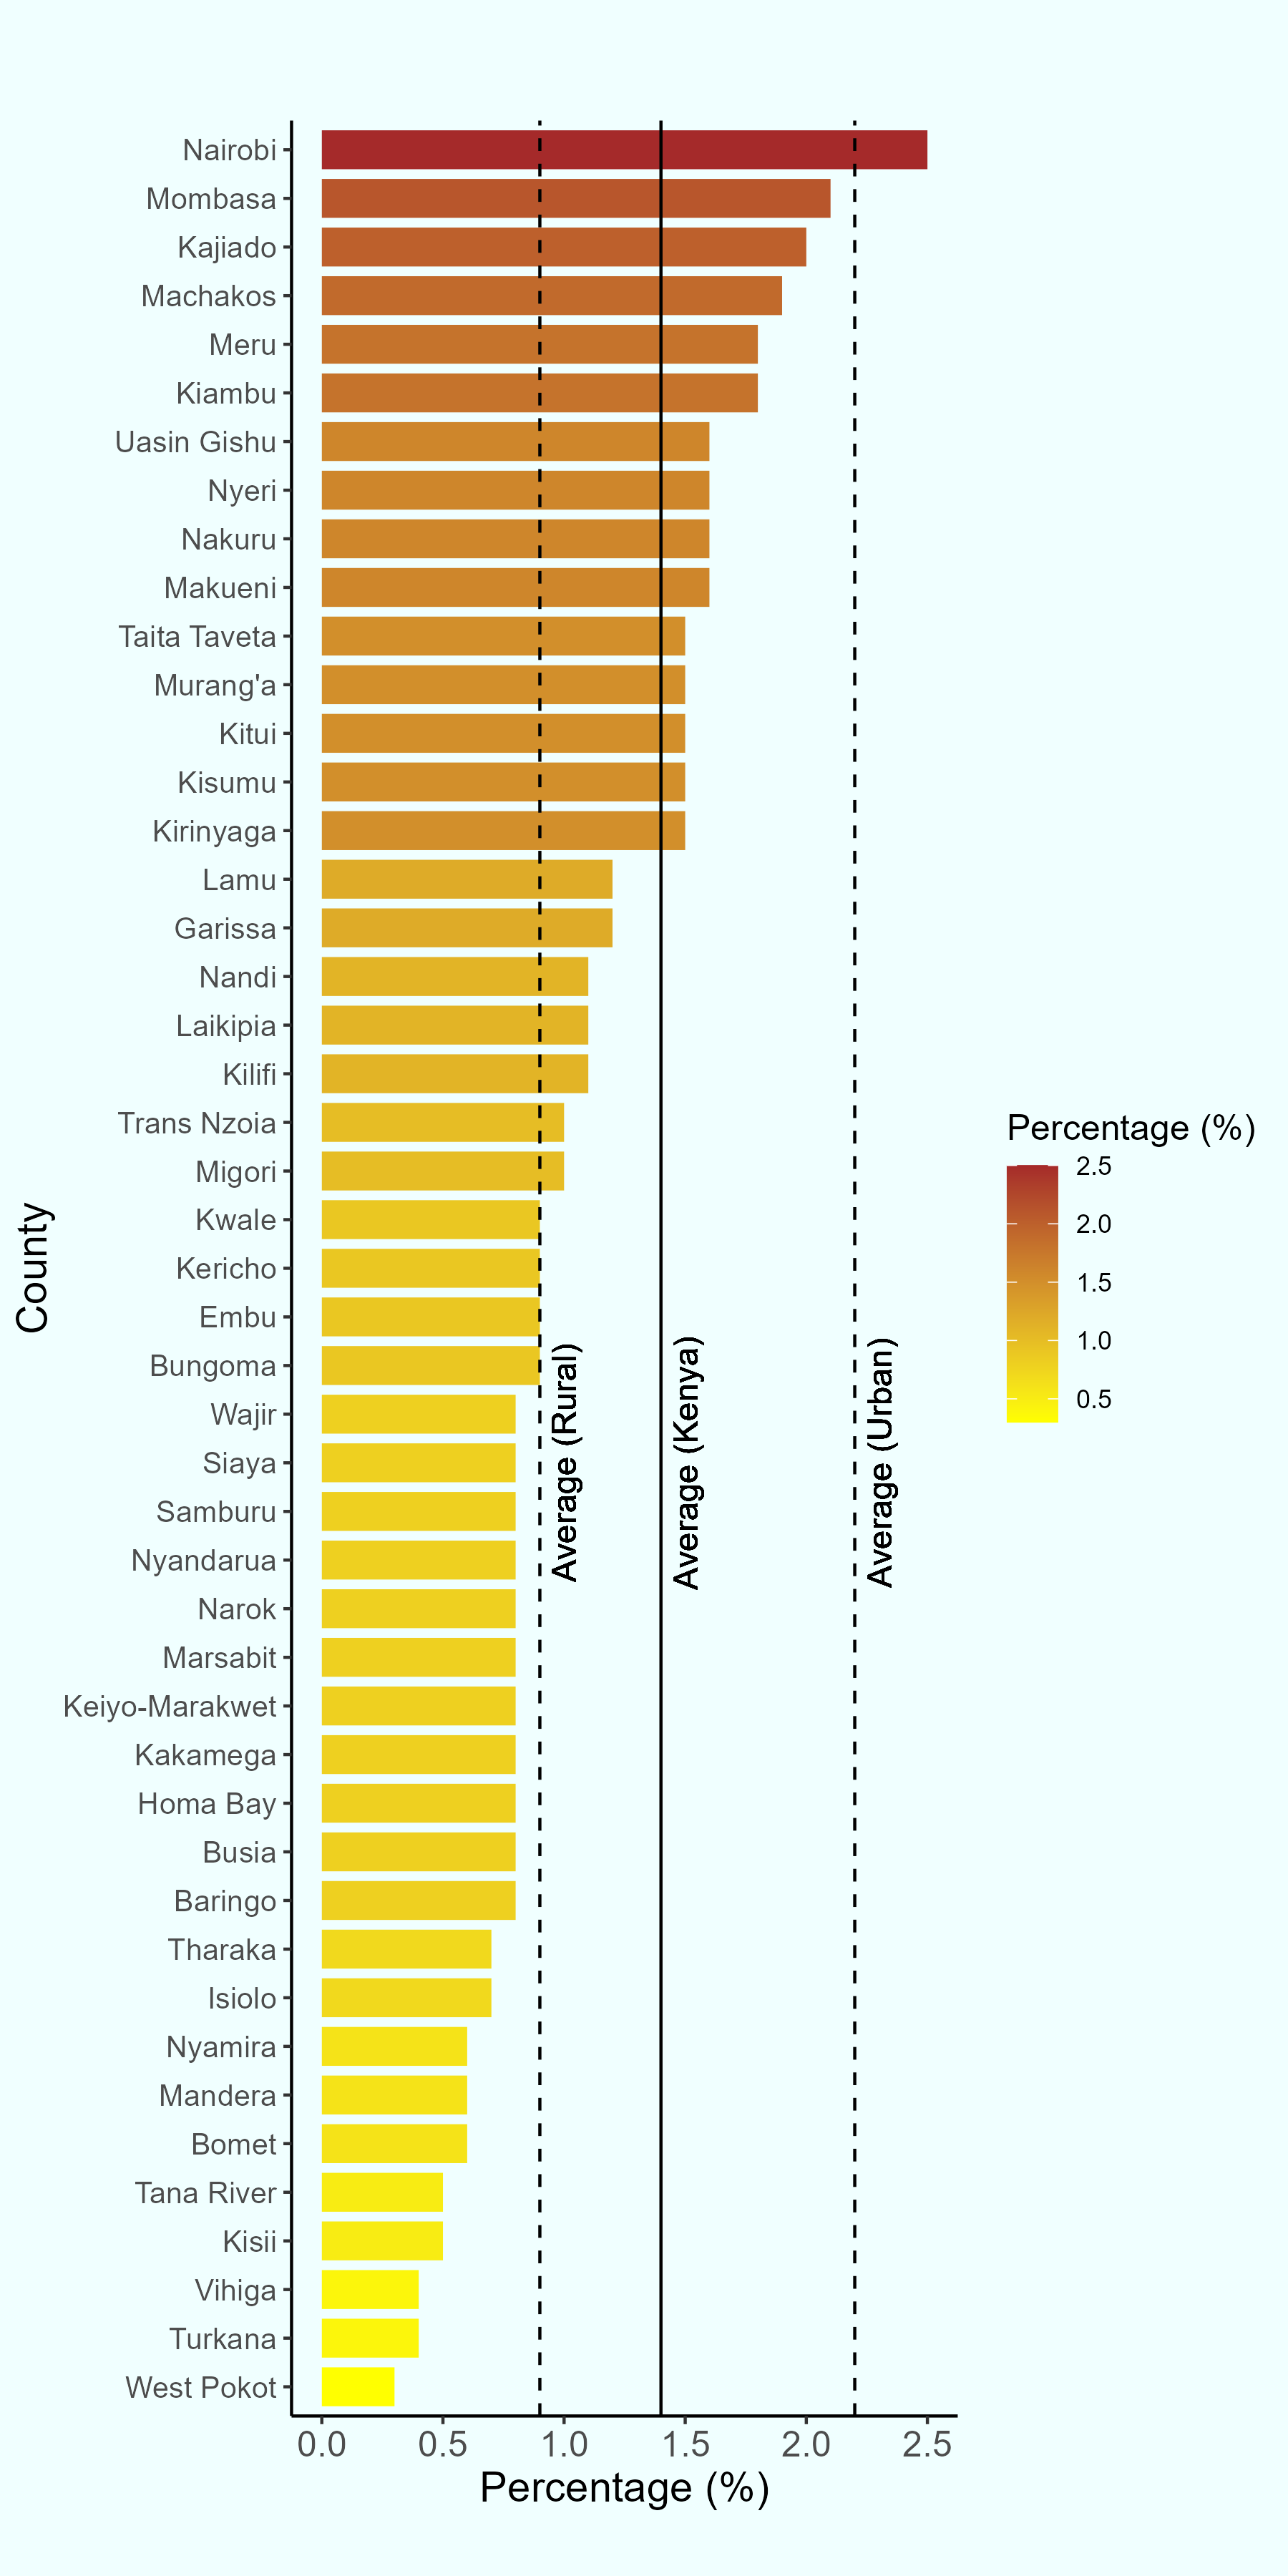 Nairobi
Mombasa
Kajiado
Machakos
Meru
Kiambu
Uasin Gishu
Nyeri
Nakuru
Makueni
Taita Taveta
Murang'a
Kitui
Kisumu
Kirinyaga
Lamu
Garissa
Nandi
Laikipia
Kilifi
Trans Nzoia
Migori
Kwale
Kericho
Embu
Bungoma
Wajir
Siaya
Samburu
Nyandarua
Narok
Marsabit
Keiyo-Marakwet
Kakamega
Homa Bay
Busia
Baringo
Tharaka
Isiolo
Nyamira
Mandera
Bomet
Tana River
Kisii
Vihiga
Turkana
West Pokot
County
Average (Rural)
Average (Kenya)
Average (Urban)
0.0 0.5 1.0 1.5 2.0 2.5
Percentage (%)
Percentage (%)
2.5
2.0
1.5
1.0
0.5